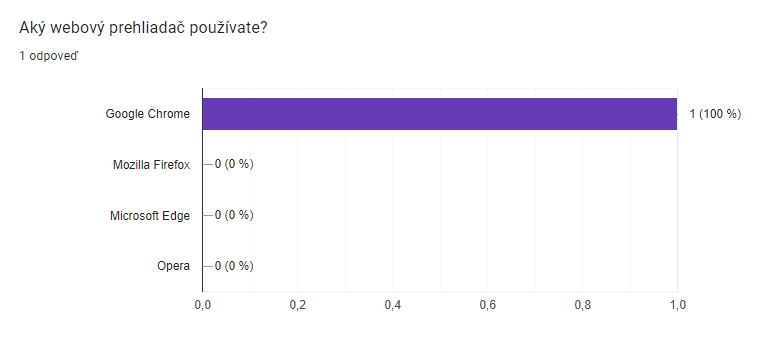 Aký webový prehliadač používate?
1 odpoveď
Google Chrome 1 (100 %)
Mozilla Firefox 0 (0 %)
Microsoft Edge 0 (0 %)
Opera 0 (0 %)
0,0 0,2 0,4 0,6 0,8 1,0